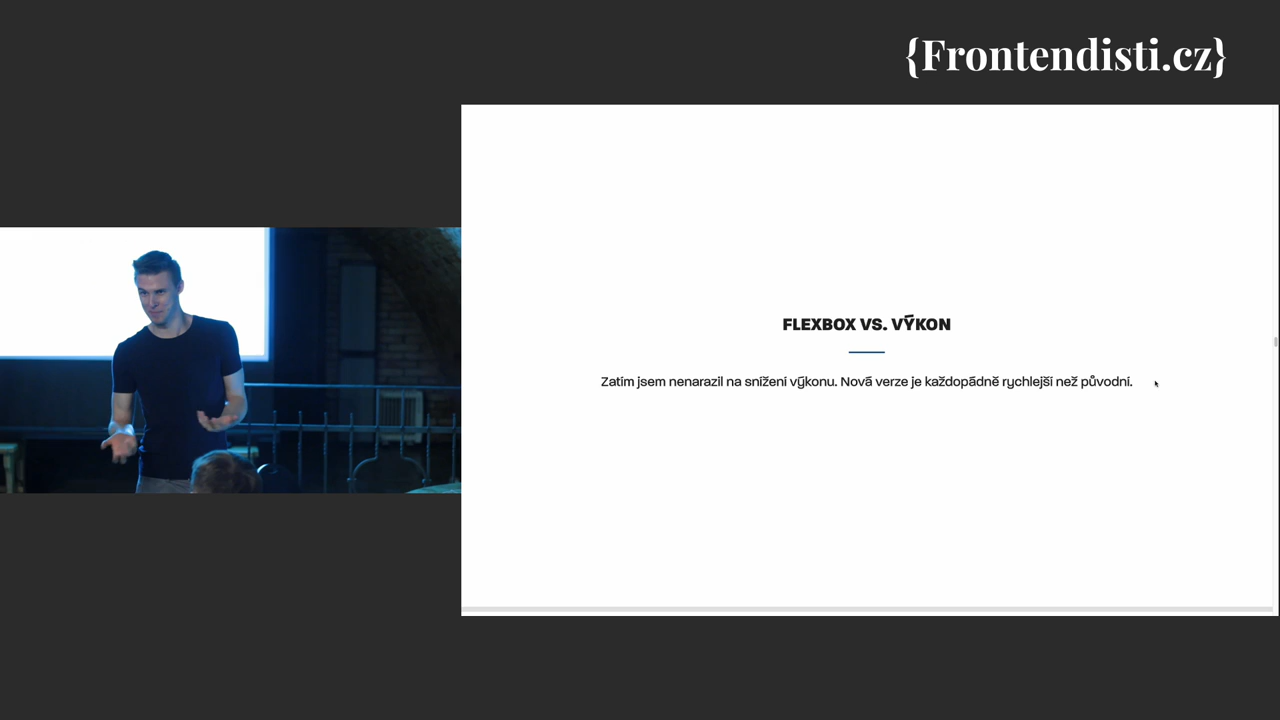 {Frontendisti.cz}
FLEXBOX VS. VÝKON
Zatím jsem nenarazil na snížení výkonu. Nová verze je každopádně rychlejší než původní.